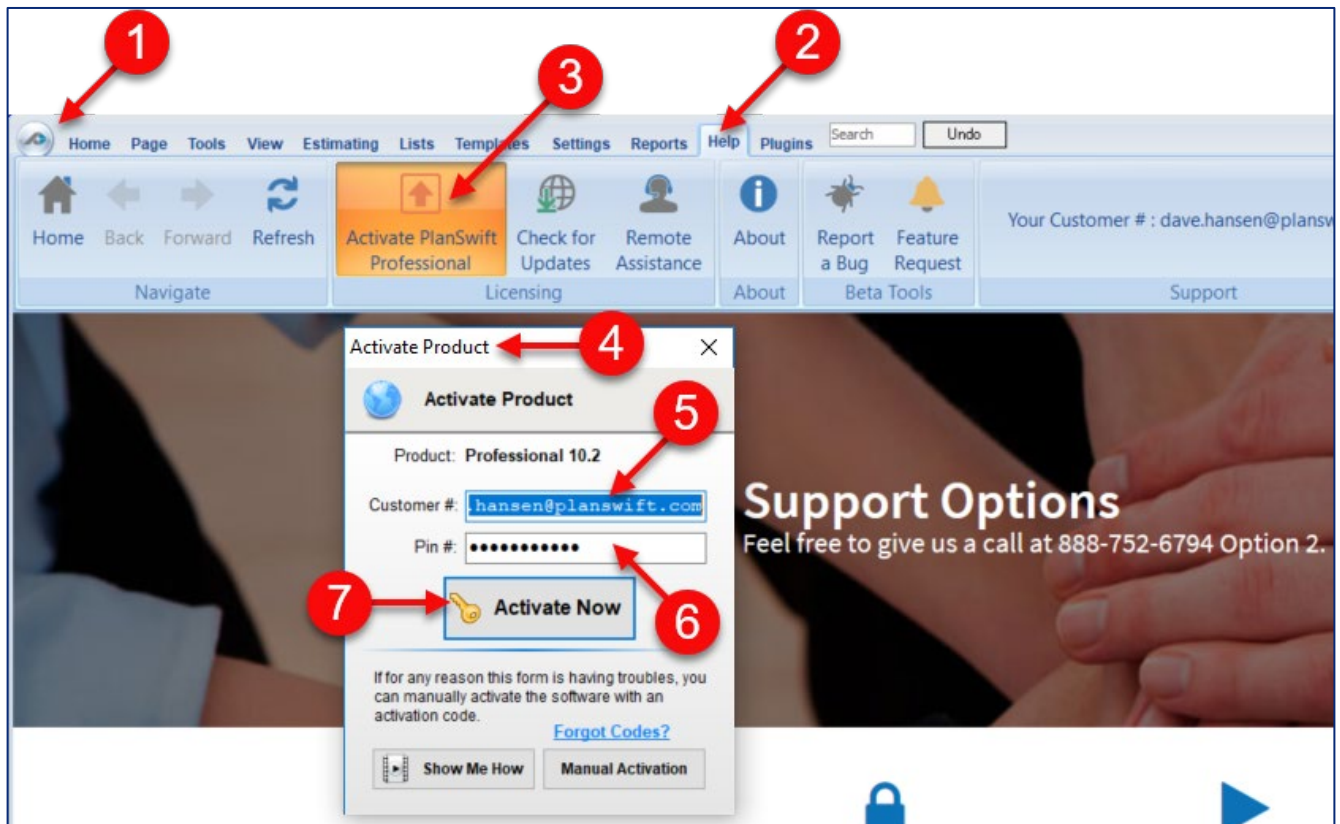 1
2
3
Home Page Tools View Estimating Lists Templates Settings Reports Help Plugins Search Undo
Home Back Forward Refresh Activate PlanSwift Professional Check for Updates Remote Assistance About Report a Bug Feature Request Your Customer # : dave.hansen@plansw
Navigate Licensing About Beta Tools Support
Activate Product
4
Activate Product
5
Product: Professional 10.2
Customer #: .hansen@planswift.com
Pin #: •••••••••••
6
7
Activate Now
If for any reason this form is having troubles, you
can manually activate the software with an
activation code.
Forgot Codes?
Show Me How Manual Activation
Support Options
Feel free to give us a call at 888-752-6794 Option 2.